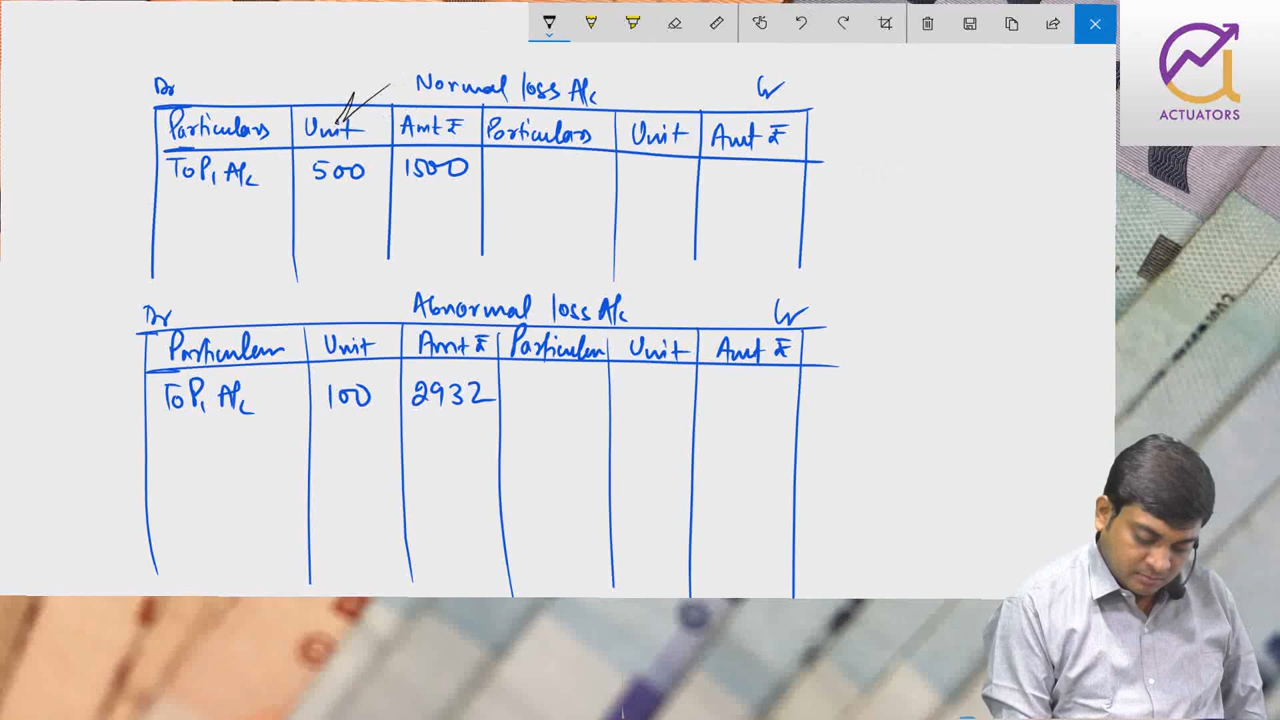 ACTUATORS
Dr Normal loss A/c Cr
Particulars Unit Amt ₹ Particulars Unit Amt ₹
To P1 A/c 500 1500
Dr Abnormal loss A/c Cr
Particulars Unit Amt ₹ Particulars Unit Amt ₹
To P1 A/c 100 2932